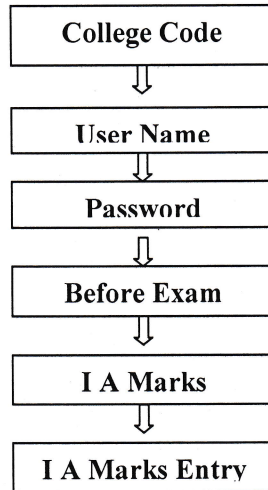 College Code
User Name
Password
Before Exam
I A Marks
I A Marks Entry